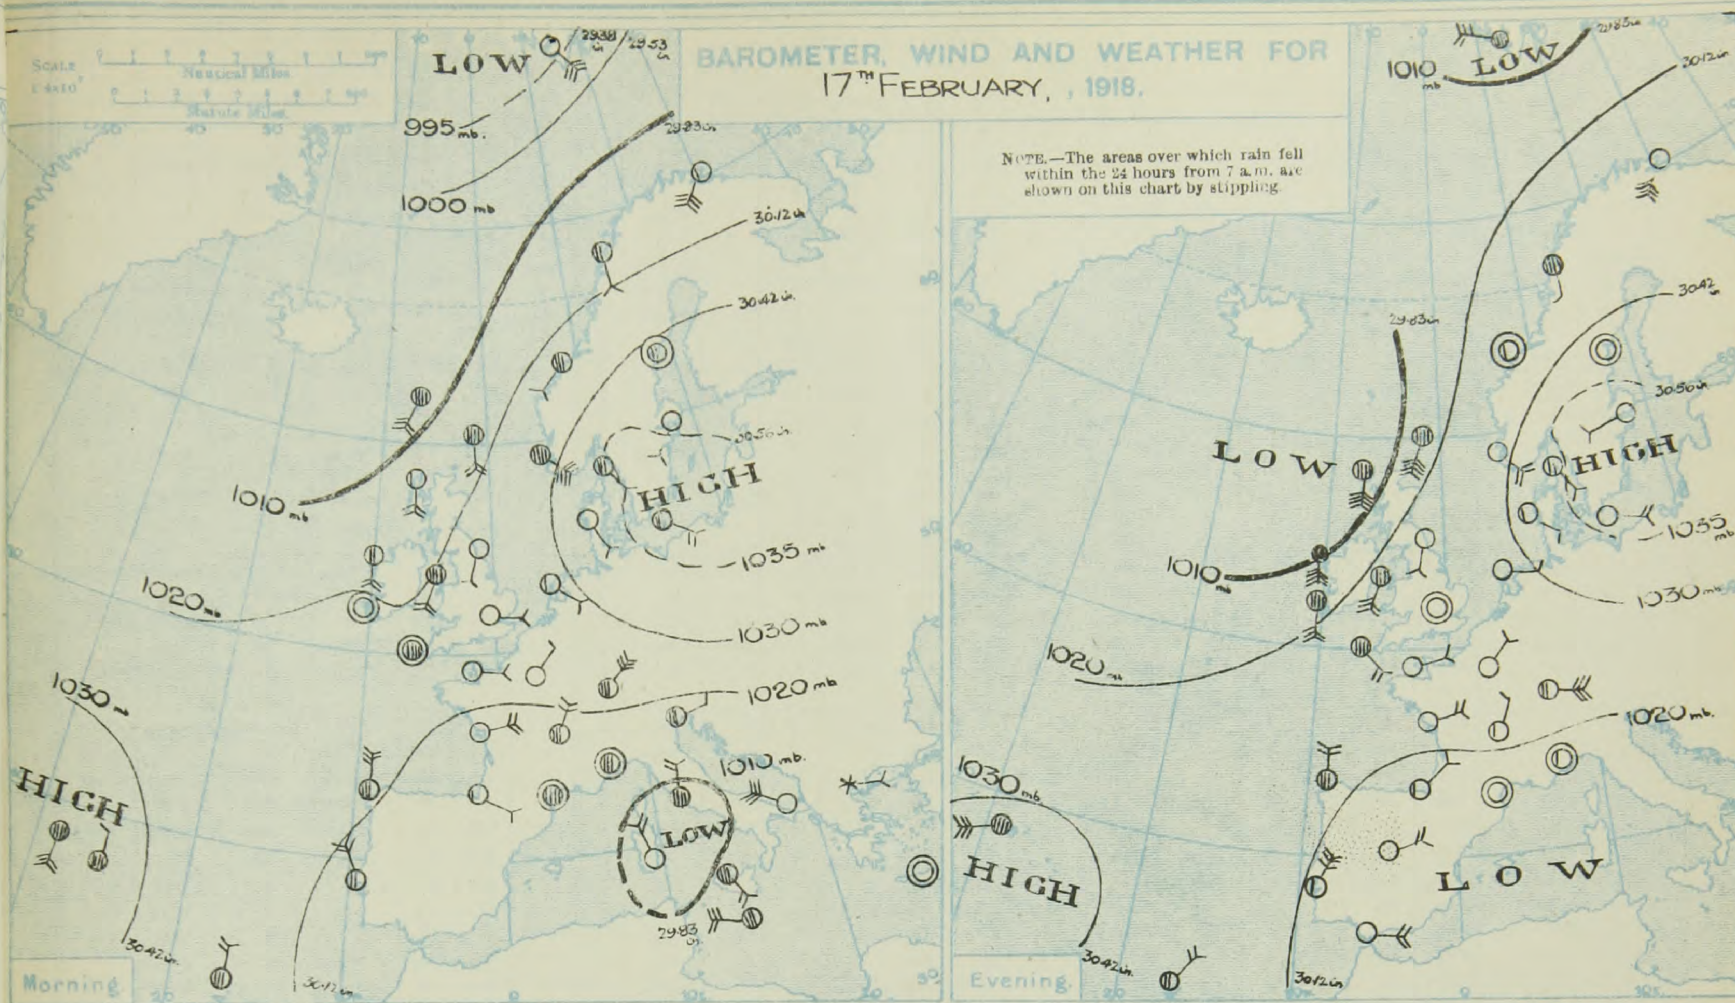 BAROMETER, WIND AND WEATHER FOR
17TH FEBRUARY, , 1918.
SCALE
Nautical Miles.
Statute Miles.
LOW
29.53
in
995 mb.
29.83 in
1000 mb
30.12 in
30.42 in.
30.56 in.
HIGH
1010 mb
1035 mb
1020 mb
1030 mb
1030 mb
1020 mb
1010 mb.
HIGH
LOW
29.83
in
30.42 in.
30.12 in
Morning
NOTE.—The areas over which rain fell
within the 24 hours from 7 a.m. are
shown on this chart by stippling.
LOW
29.83 in
1010
mb
30.12 in
30.42
in
29.83 in
30.56 in
LOW
HIGH
1035
mb
1010 mb
1030 mb
1020 mb
1020 mb.
1030 mb
HIGH
LOW
30.42 in.
30.12 in
Evening.